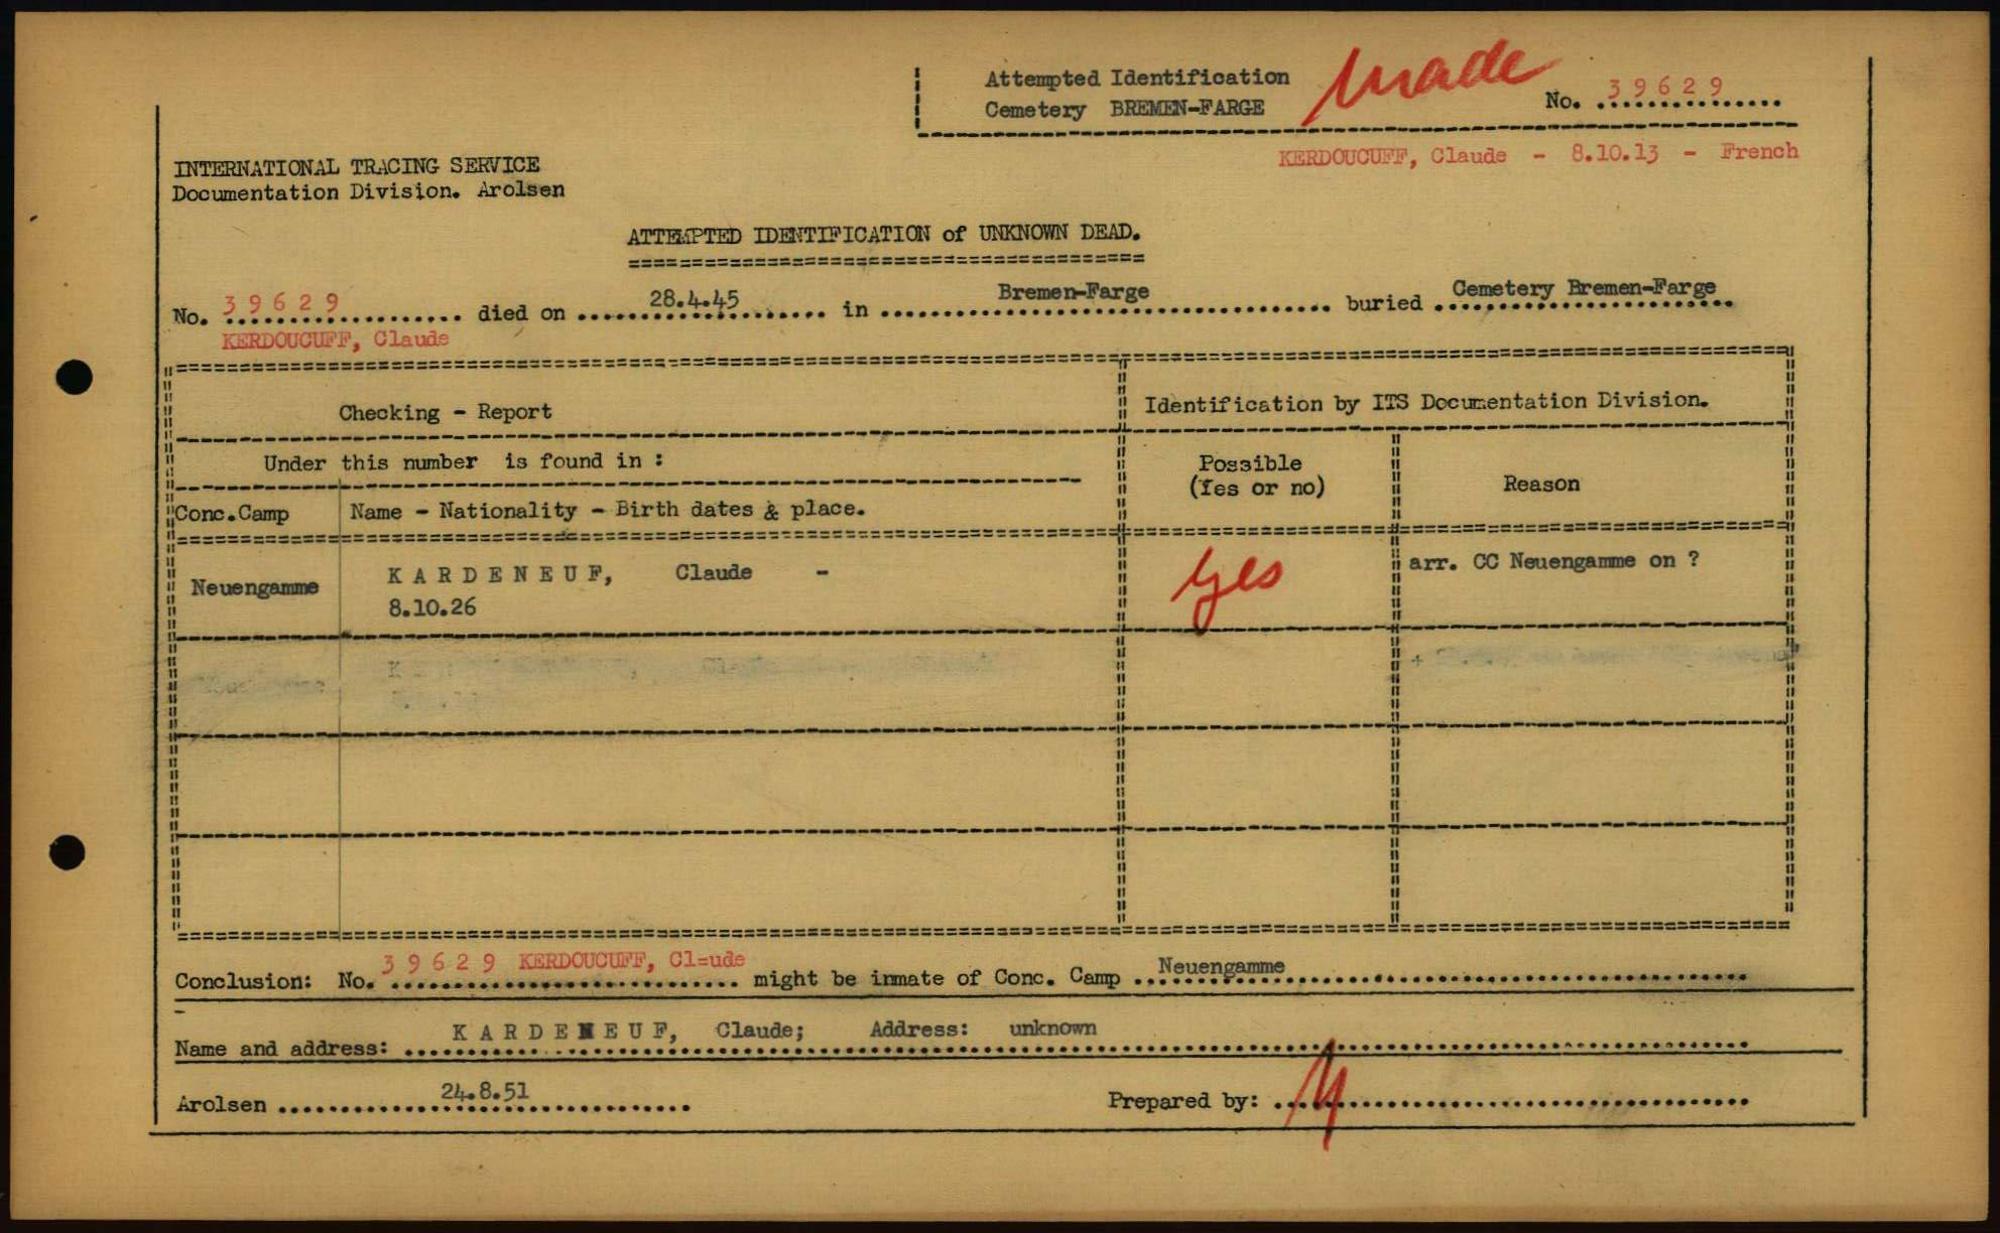 Attempted Identification made
Cemetery BREMEN-FARGE No. 39629
KERDOUCUFF, Claude - 8.10.13 - French
INTERNATIONAL TRACING SERVICE
Documentation Division. Arolsen
ATTEMPTED IDENTIFICATION of UNKNOWN DEAD.
No. 39629 died on 28.4.45 in Bremen-Farge buried Cemetery Bremen-Farge
KERDOUCUFF, Claude
Checking - Report
Identification by ITS Documentation Division.
Under this number is found in :
Possible
(Yes or no)
Reason
Conc.Camp Name - Nationality - Birth dates & place.
Neuengamme KARDENEUF, Claude - yes arr. CC Neuengamme on ?
8.10.26
Conclusion: No. 39629 KERDOUCUFF, Cl=ude might be inmate of Conc. Camp Neuengamme
Name and address: KARDENEUF, Claude; Address: unknown
Arolsen 24.8.51 Prepared by: